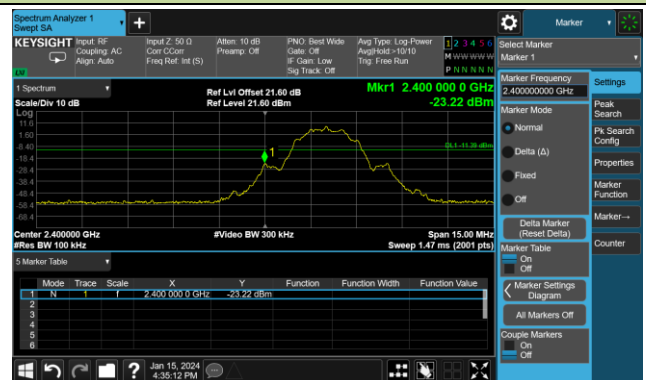 Spectrum Analyzer 1
Swept SA
Marker
KEYSIGHT
Input: RF
Coupling: AC
Align: Auto
Input Z: 50 Ω
Corr CCorr
Freq Ref: Int (S)
Atten: 10 dB
Preamp: Off
PNO: Best Wide
Gate: Off
IF Gain: Low
Sig Track: Off
Avg Type: Log-Power
Avg|Hold:>10/10
Trig: Free Run
1 2 3 4 5 6
M W W W W W
P N N N N N
LV
Select Marker
Marker 1
1 Spectrum
Scale/Div 10 dB
Log
Ref Lvl Offset 21.60 dB
Ref Level 21.60 dBm
Mkr1 2.400 000 0 GHz
-23.22 dBm
11.6
1.60
-8.40
-18.4
-28.4
-38.4
-48.4
-58.4
-68.4
1
DL1 -11.39 dBm
Center 2.400000 GHz
#Res BW 100 kHz
#Video BW 300 kHz
Span 15.00 MHz
Sweep 1.47 ms (2001 pts)
5 Marker Table
Mode Trace Scale X Y Function Function Width Function Value
1 N 1 f 2.400 000 0 GHz -23.22 dBm
2
3
4
5
6
Marker Frequency
2.400000000 GHz
Marker Mode
Normal
Delta (Δ)
Fixed
Off
Delta Marker
(Reset Delta)
Marker Table
On
Off
Marker Settings
Diagram
All Markers Off
Couple Markers
On
Off
Settings
Peak
Search
Pk Search
Config
Properties
Marker
Function
Marker→
Counter
?
Jan 15, 2024
4:35:12 PM